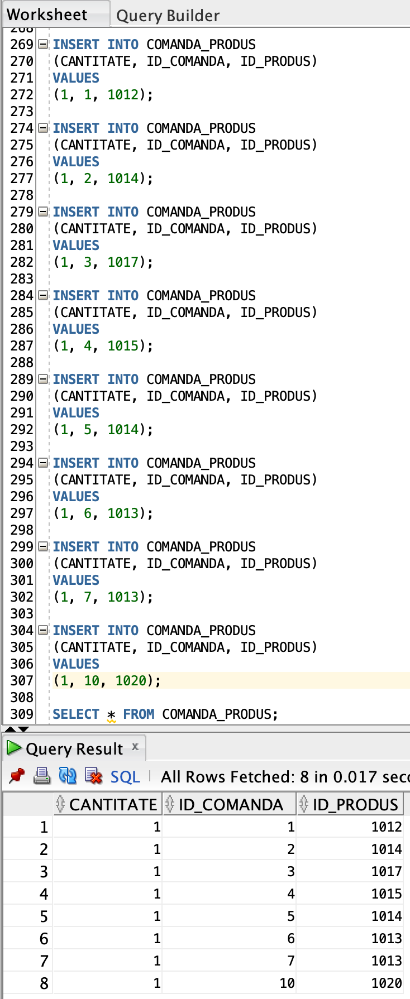 Worksheet Query Builder
268
269 INSERT INTO COMANDA_PRODUS
270 (CANTITATE, ID_COMANDA, ID_PRODUS)
271 VALUES
272 (1, 1, 1012);
273
274 INSERT INTO COMANDA_PRODUS
275 (CANTITATE, ID_COMANDA, ID_PRODUS)
276 VALUES
277 (1, 2, 1014);
278
279 INSERT INTO COMANDA_PRODUS
280 (CANTITATE, ID_COMANDA, ID_PRODUS)
281 VALUES
282 (1, 3, 1017);
283
284 INSERT INTO COMANDA_PRODUS
285 (CANTITATE, ID_COMANDA, ID_PRODUS)
286 VALUES
287 (1, 4, 1015);
288
289 INSERT INTO COMANDA_PRODUS
290 (CANTITATE, ID_COMANDA, ID_PRODUS)
291 VALUES
292 (1, 5, 1014);
293
294 INSERT INTO COMANDA_PRODUS
295 (CANTITATE, ID_COMANDA, ID_PRODUS)
296 VALUES
297 (1, 6, 1013);
298
299 INSERT INTO COMANDA_PRODUS
300 (CANTITATE, ID_COMANDA, ID_PRODUS)
301 VALUES
302 (1, 7, 1013);
303
304 INSERT INTO COMANDA_PRODUS
305 (CANTITATE, ID_COMANDA, ID_PRODUS)
306 VALUES
307 (1, 10, 1020);
308
309 SELECT * FROM COMANDA_PRODUS;
Query Result x
SQL | All Rows Fetched: 8 in 0.017 seco
CANTITATE ID_COMANDA ID_PRODUS
1 1 1 1012
2 1 2 1014
3 1 3 1017
4 1 4 1015
5 1 5 1014
6 1 6 1013
7 1 7 1013
8 1 10 1020